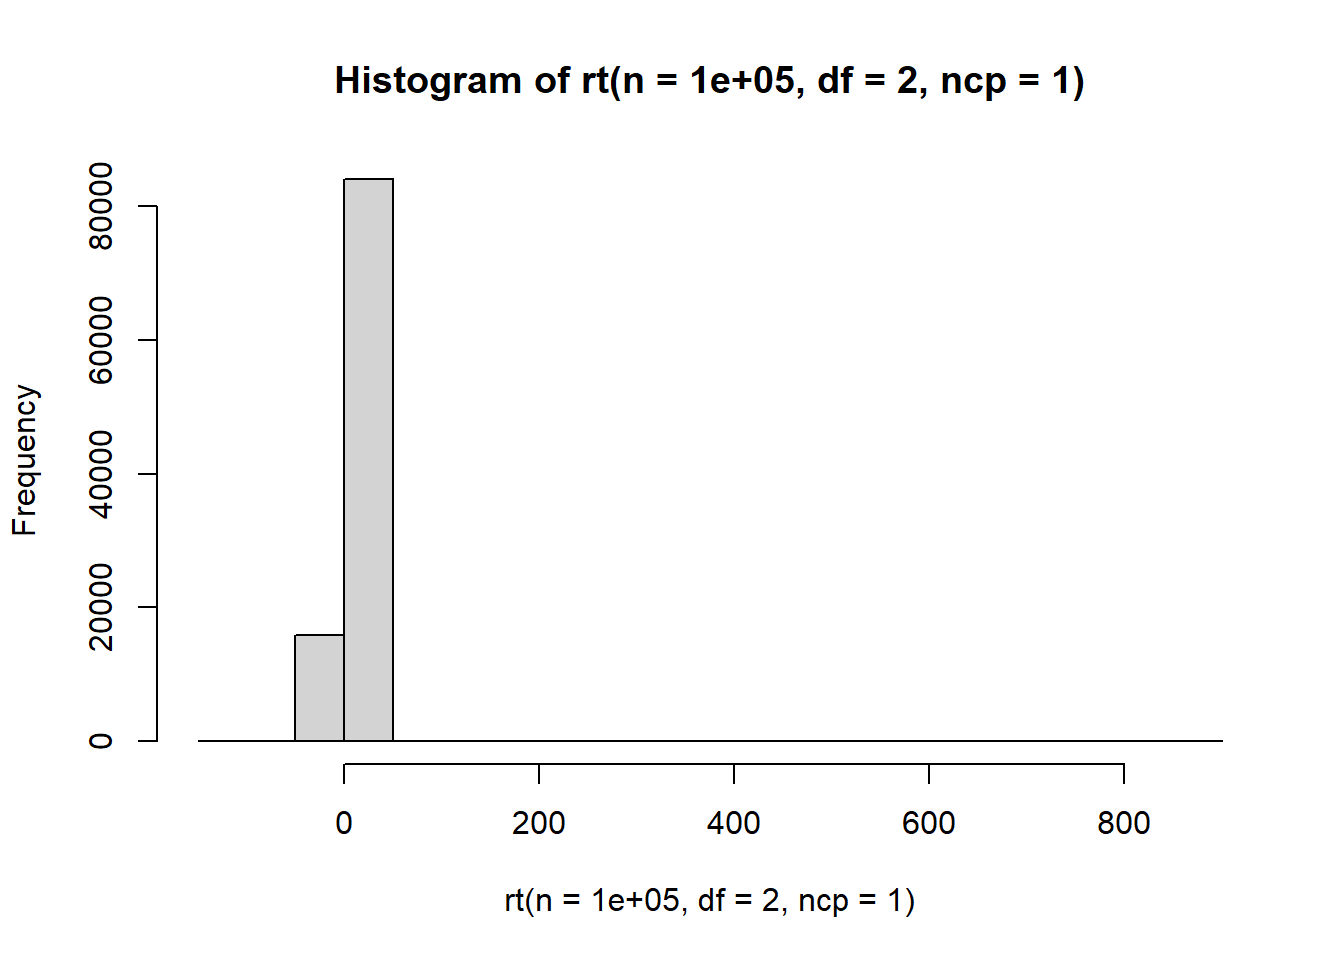 Histogram of rt(n = 1e+05, df = 2, ncp = 1)
Frequency
80000
60000
40000
20000
0
0 200 400 600 800
rt(n = 1e+05, df = 2, ncp = 1)